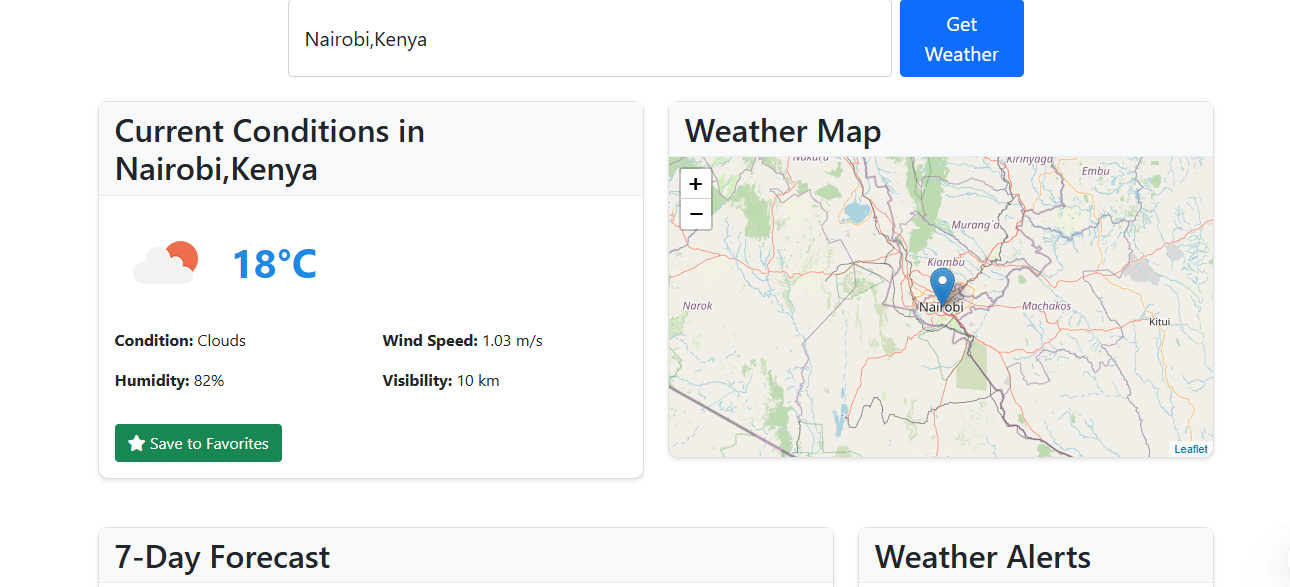 Nairobi,Kenya
Get
Weather
Current Conditions in
Nairobi,Kenya
18°C
Condition: Clouds
Wind Speed: 1.03 m/s
Humidity: 82%
Visibility: 10 km
Save to Favorites
Weather Map
+
−
Kirinyaga
Embu
Murang'a
Kiambu
Narok
Nairobi
Machakos
Kitui
Leaflet
7-Day Forecast
Weather Alerts